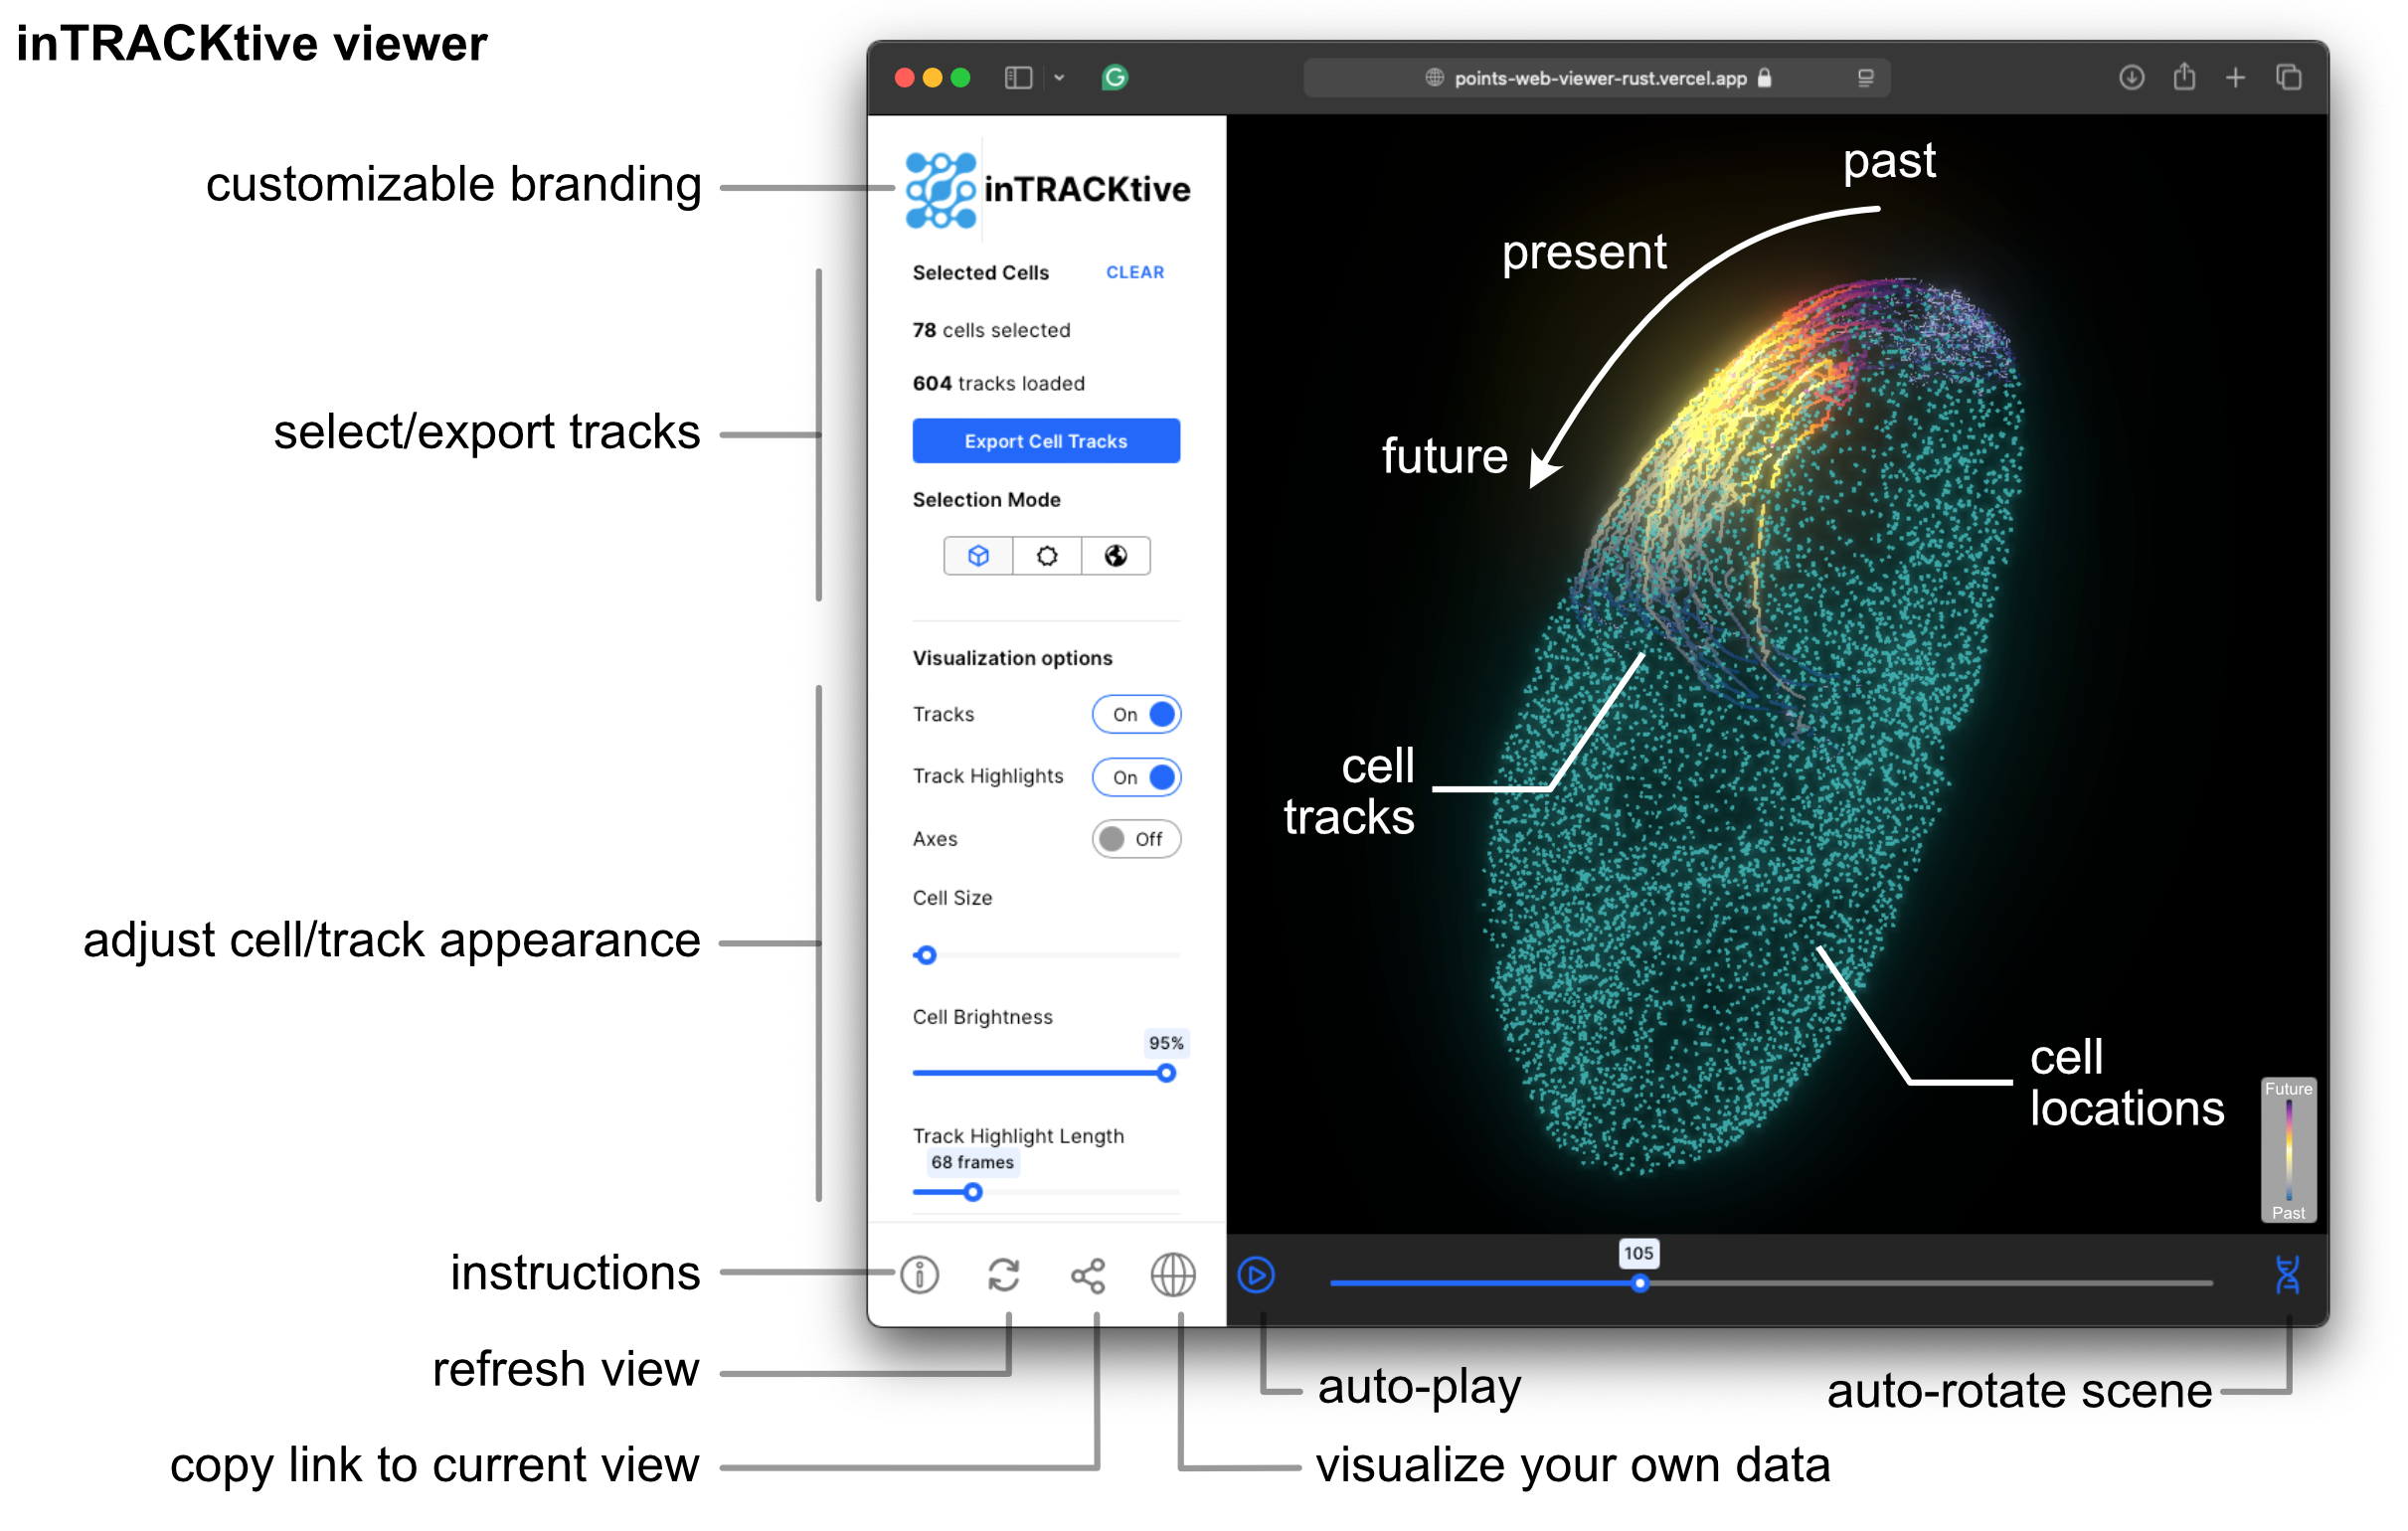 inTRACKtive viewer
points-web-viewer-rust.vercel.app
customizable branding
inTRACKtive
Selected Cells
CLEAR
78 cells selected
604 tracks loaded
select/export tracks
Export Cell Tracks
Selection Mode
Visualization options
Tracks
On
Track Highlights
On
Axes
Off
adjust cell/track appearance
Cell Size
Cell Brightness
95%
Track Highlight Length
68 frames
past
present
future
cell
tracks
cell
locations
Future
Past
105
instructions
refresh view
copy link to current view
auto-play
visualize your own data
auto-rotate scene